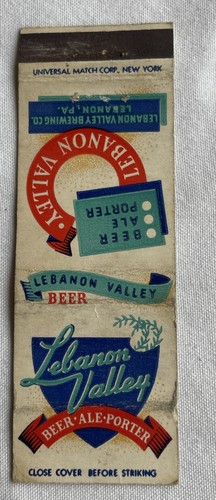 UNIVERSAL MATCH CORP., NEW YORK
LEBANON VALLEY BREWING CO.
LEBANON, PA.
LEBANON VALLEY
BEER
ALE
PORTER
LEBANON VALLEY
BEER
Lebanon
Valley
BEER·ALE·PORTER
CLOSE COVER BEFORE STRIKING